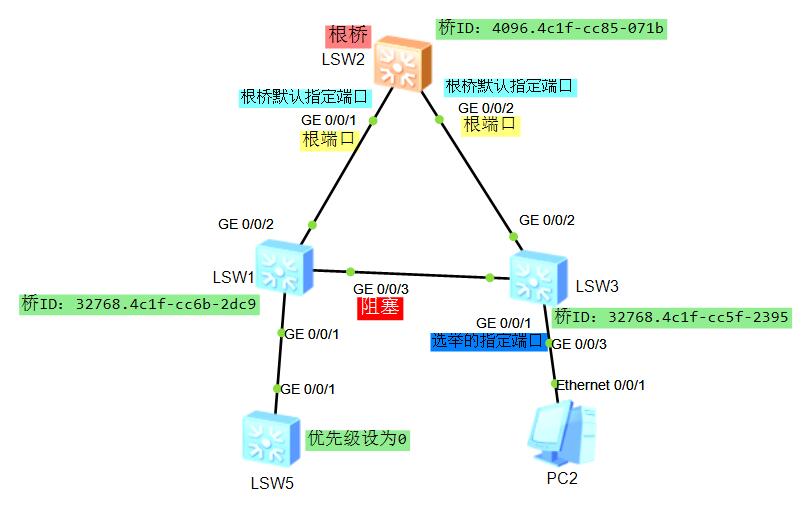 桥ID: 4096.4c1f-cc85-071b
根桥
LSW2
根桥默认指定端口
根桥默认指定端口
GE 0/0/1
GE 0/0/2
根端口
根端口
GE 0/0/2
GE 0/0/2
LSW1
LSW3
GE 0/0/3
阻塞
桥ID: 32768.4c1f-cc6b-2dc9
桥ID: 32768.4c1f-cc5f-2395
GE 0/0/1
GE 0/0/1
选举的指定端口
GE 0/0/3
GE 0/0/1
Ethernet 0/0/1
优先级设为0
LSW5
PC2